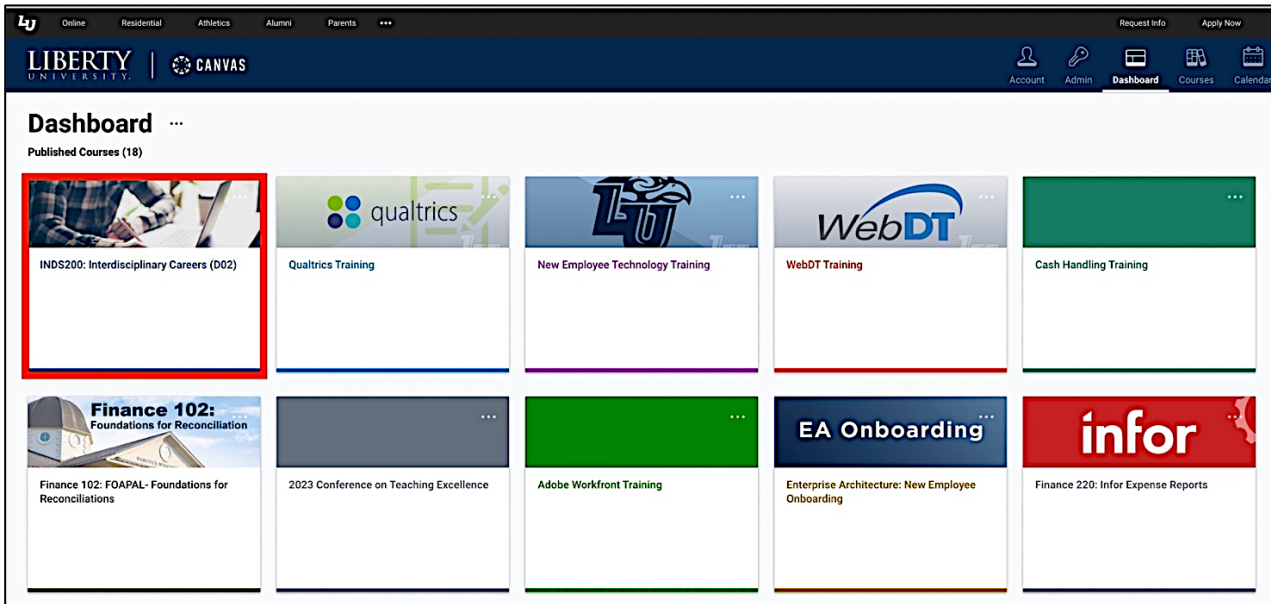 LU Online Residential Athletics Alumni Parents ••• Request Info Apply Now
LIBERTY UNIVERSITY. | CANVAS
Account Admin Dashboard Courses Calendar
Dashboard ...
Published Courses (18)
qualtrics LU WebDT
INDS200: Interdisciplinary Careers (D02) Qualtrics Training New Employee Technology Training WebDT Training Cash Handling Training
Finance 102:
Foundations for Reconciliation
EA Onboarding
infor
Finance 102: FOAPAL- Foundations for
Reconciliations
2023 Conference on Teaching Excellence
Adobe Workfront Training
Enterprise Architecture: New Employee
Onboarding
Finance 220: Infor Expense Reports